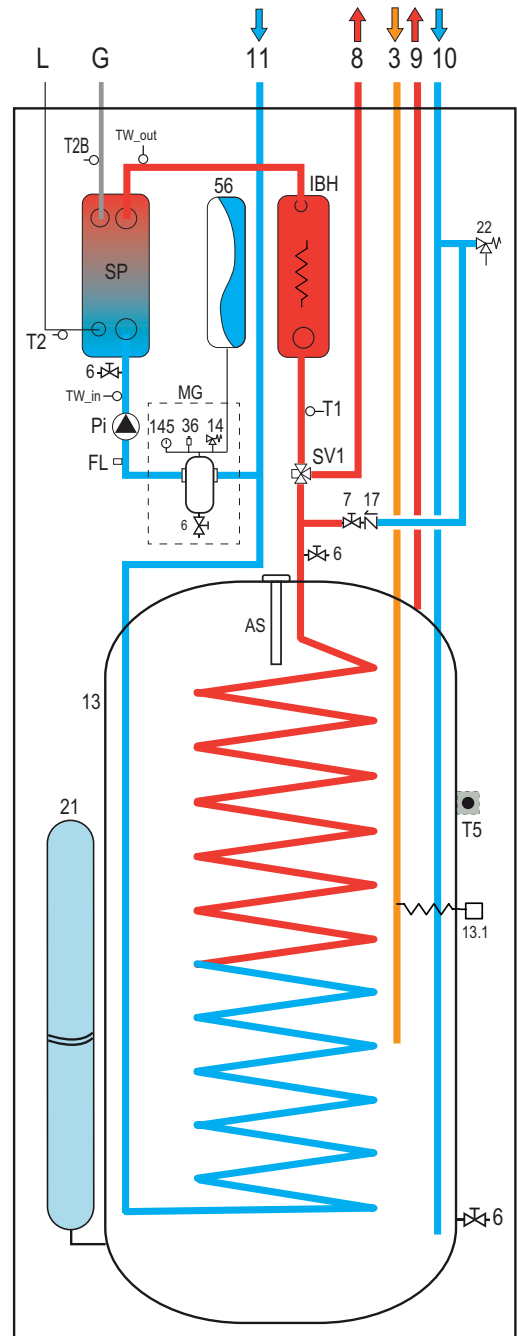 L G 11 8 3 9 10
T2B
TW_out
56
IBH
22
SP
T2
6
TW_in
MG
T1
145 36 14
Pi
SV1
FL
7 17
6
6
AS
13
21
T5
13.1
6